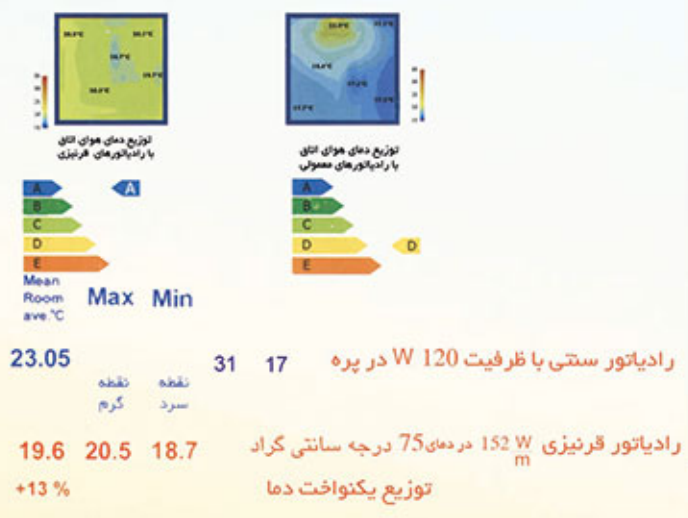 توزیع دمای هوای اتاق
با رادیاتورهای قرنیزی
توزیع دمای هوای اتاق
با رادیاتورهای معمولی
A A
B
C
D
E
A
B
C
D D
E
Mean
Room
ave.°C
Max Min
رادیاتور سنتی با ظرفیت 120 W در پره
17
31
23.05
نقطه
گرم
نقطه
سرد
رادیاتور قرنیزی 152 W/m در دمای 75 درجه سانتی گراد
18.7
20.5
19.6
توزیع یکنواخت دما
+13 %